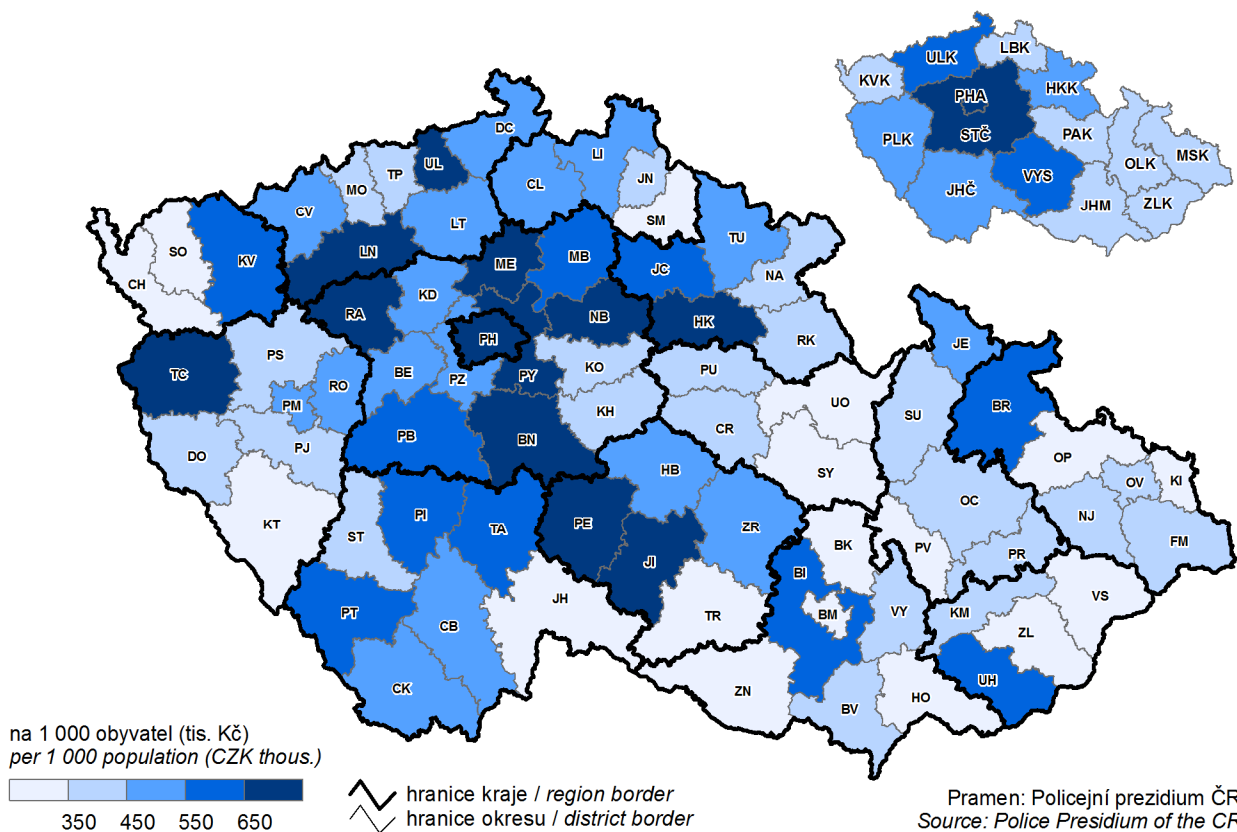 ULK
LBK
KVK
HKK
PHA
STČ
PLK
PAK
MSK
OLK
VYS
JHČ
JHM
ZLK
DC
UL
LI
TP
JN
MO
CL
CV
SM
LT
TU
SO
LN
KV
ME
MB
JC
NA
CH
KD
RA
NB
HK
PH
RK
JE
PS
KO
PU
TC
BE
PZ
PY
RO
PM
KH
UO
BR
SU
CR
PB
BN
DO
PJ
OP
HB
SY
KI
OV
OC
KT
PI
TA
PE
NJ
ZR
ST
FM
BK
PV
PR
JI
BI
JH
VS
PT
TR
BM
VY
KM
CB
ZL
UH
CK
ZN
HO
BV
na 1 000 obyvatel (tis. Kč)
per 1 000 population (CZK thous.)
350 450 550 650
hranice kraje / region border
hranice okresu / district border
Pramen: Policejní prezidium ČR
Source: Police Presidium of the CR